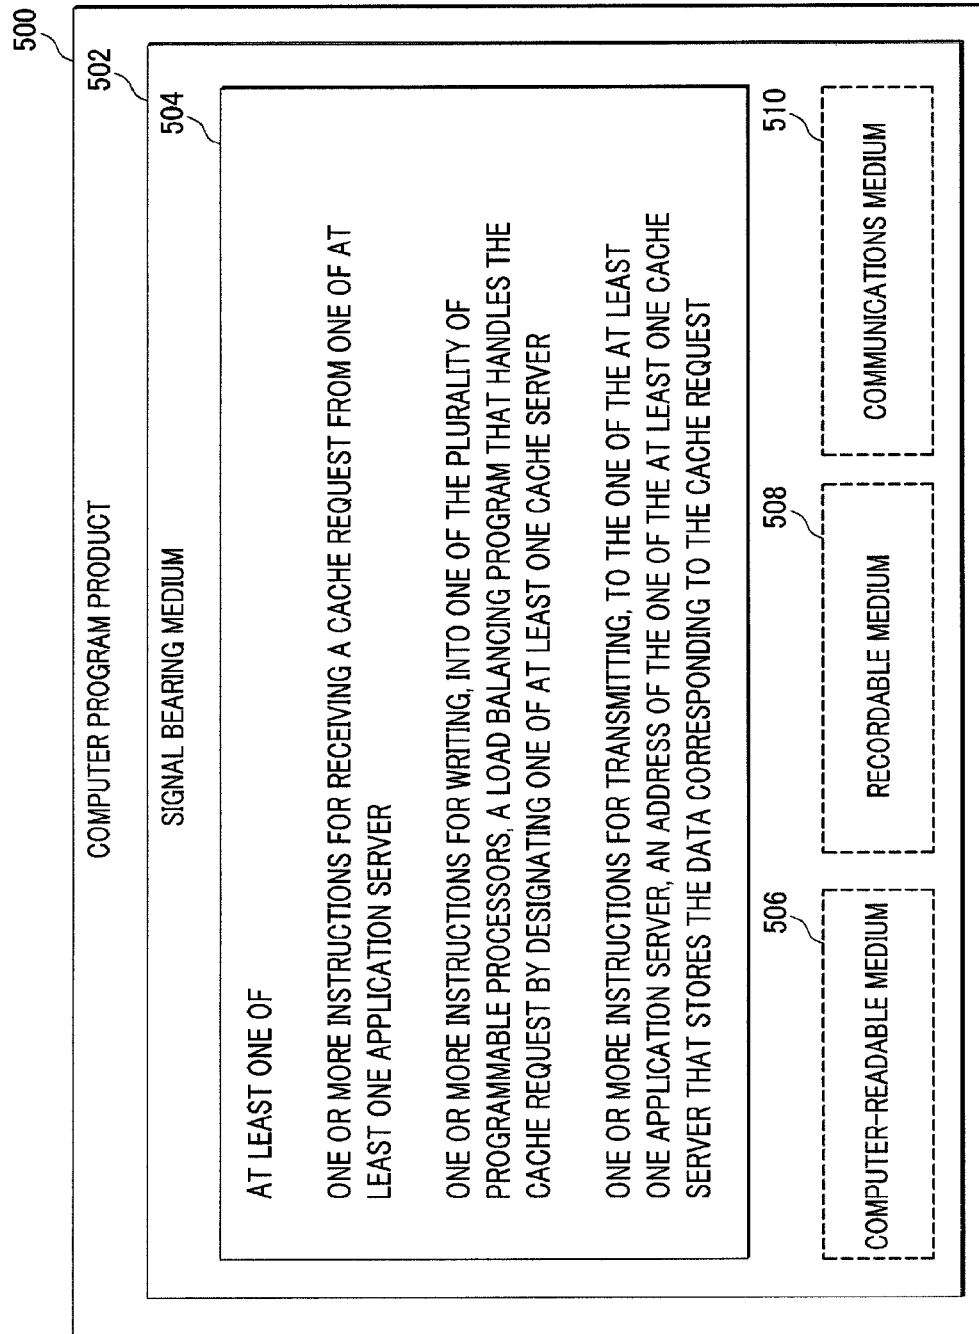 500
COMPUTER PROGRAM PRODUCT
502
SIGNAL BEARING MEDIUM
504
AT LEAST ONE OF
ONE OR MORE INSTRUCTIONS FOR RECEIVING A CACHE REQUEST FROM ONE OF AT
LEAST ONE APPLICATION SERVER
ONE OR MORE INSTRUCTIONS FOR WRITING, INTO ONE OF THE PLURALITY OF
PROGRAMMABLE PROCESSORS, A LOAD BALANCING PROGRAM THAT HANDLES THE
CACHE REQUEST BY DESIGNATING ONE OF AT LEAST ONE CACHE SERVER
ONE OR MORE INSTRUCTIONS FOR TRANSMITTING, TO THE ONE OF THE AT LEAST
ONE APPLICATION SERVER, AN ADDRESS OF THE ONE OF THE AT LEAST ONE CACHE
SERVER THAT STORES THE DATA CORRESPONDING TO THE CACHE REQUEST
506
COMPUTER-READABLE MEDIUM
508
RECORDABLE MEDIUM
510
COMMUNICATIONS MEDIUM